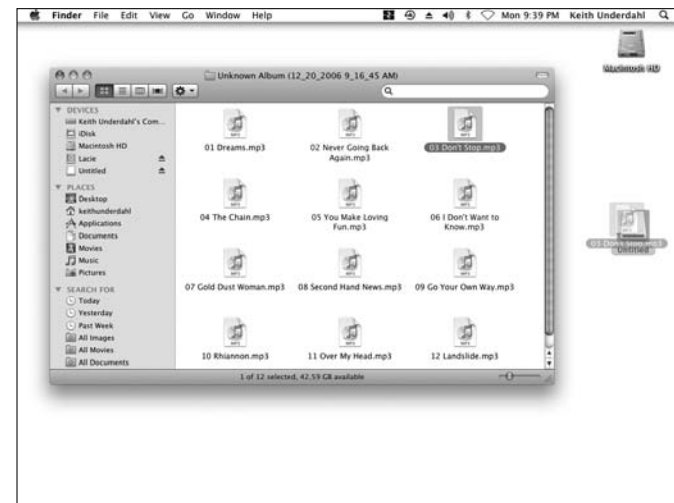 Finder File Edit View Go Window Help Mon 9:39 PM Keith Underdahl
Macintosh HD
Unknown Album (12_20_2006 9_16_45 AM)
DEVICES
Keith Underdahl's Com...
iDisk
Macintosh HD
Lacie
Untitled
PLACES
Desktop
keithunderdahl
Applications
Documents
Movies
Music
Pictures
SEARCH FOR
Today
Yesterday
Past Week
All Images
All Movies
All Documents
01 Dreams.mp3
02 Never Going Back
Again.mp3
03 Don't Stop.mp3
04 The Chain.mp3
05 You Make Loving
Fun.mp3
06 I Don't Want to
Know.mp3
07 Gold Dust Woman.mp3
08 Second Hand News.mp3
09 Go Your Own Way.mp3
10 Rhiannon.mp3
11 Over My Head.mp3
12 Landslide.mp3
03 Don't Stop.mp3
Untitled
1 of 12 selected, 42.59 GB available